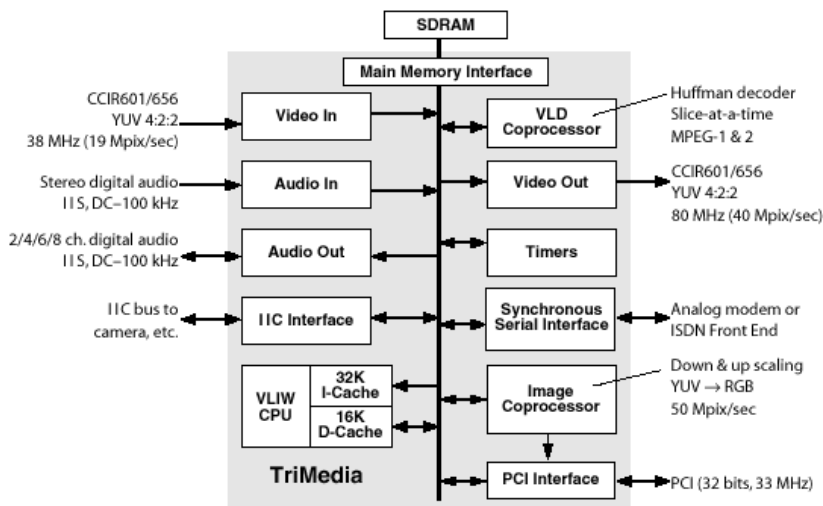 SDRAM
Main Memory Interface
CCIR601/656
YUV 4:2:2
38 MHz (19 Mpix/sec)
Video In
VLD
Coprocessor
Huffman decoder
Slice-at-a-time
MPEG-1 & 2
Stereo digital audio
IIS, DC–100 kHz
Audio In
Video Out
CCIR601/656
YUV 4:2:2
80 MHz (40 Mpix/sec)
2/4/6/8 ch. digital audio
IIS, DC–100 kHz
Audio Out
Timers
IIC bus to
camera, etc.
IIC Interface
Synchronous
Serial Interface
Analog modem or
ISDN Front End
VLIW
CPU
32K
I-Cache
16K
D-Cache
Image
Coprocessor
Down & up scaling
YUV → RGB
50 Mpix/sec
TriMedia
PCI Interface
PCI (32 bits, 33 MHz)